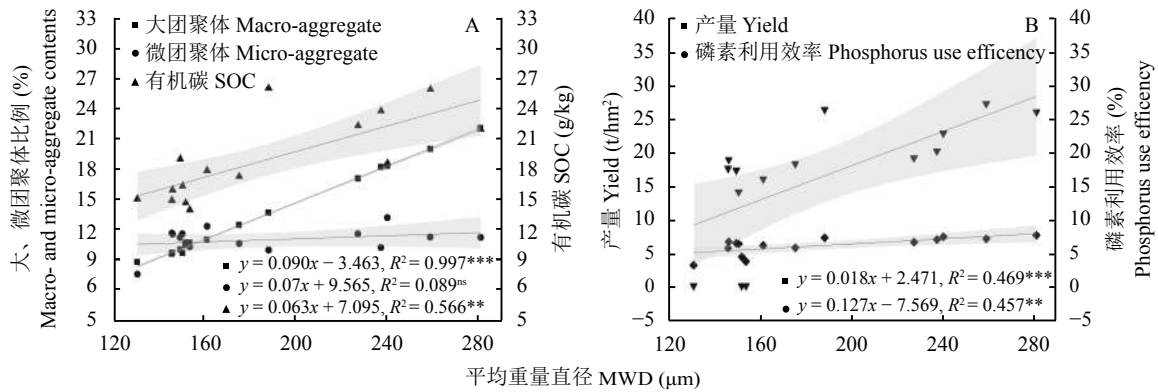 大、微团聚体比例 (%)
Macro- and micro-aggregate contents
33
30
27
24
21
18
15
12
9
6
5
■ 大团聚体 Macro-aggregate
● 微团聚体 Micro-aggregate
▲ 有机碳 SOC
A
■ y = 0.090x − 3.463, R² = 0.997***
● y = 0.07x + 9.565, R² = 0.089ns
▲ y = 0.063x + 7.095, R² = 0.566**
33
30
27
24
21
18
15
12
9
6
5
有机碳 SOC (g/kg)
120 160 200 240 280
产量 Yield (t/hm²)
40
35
30
25
20
15
10
5
0
−5
■ 产量 Yield
● 磷素利用效率 Phosphorus use efficency
B
■ y = 0.018x + 2.471, R² = 0.469***
● y = 0.127x − 7.569, R² = 0.457**
40
35
30
25
20
15
10
5
0
−5
磷素利用效率 (%)
Phosphorus use efficency
120 160 200 240 280
平均重量直径 MWD (μm)